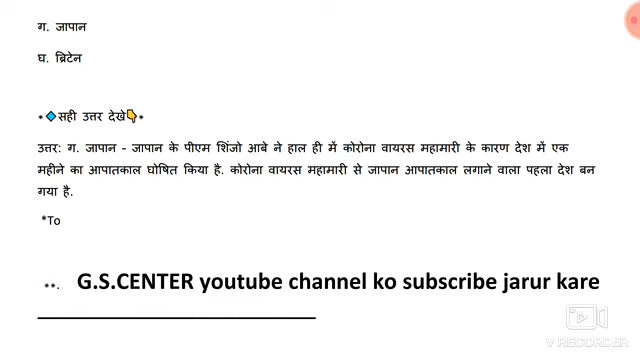 ग. जापान
घ. ब्रिटेन
*🔷सही उत्तर देखे👇*
उत्तर: ग. जापान – जापान के पीएम शिंजो आबे ने हाल ही में कोरोना वायरस महामारी के कारण देश में एक
महीने का आपातकाल घोषित किया है. कोरोना वायरस महामारी से जापान आपातकाल लगाने वाला पहला देश बन
गया है.
*To
**. G.S.CENTER youtube channel ko subscribe jarur kare
V RECORDER